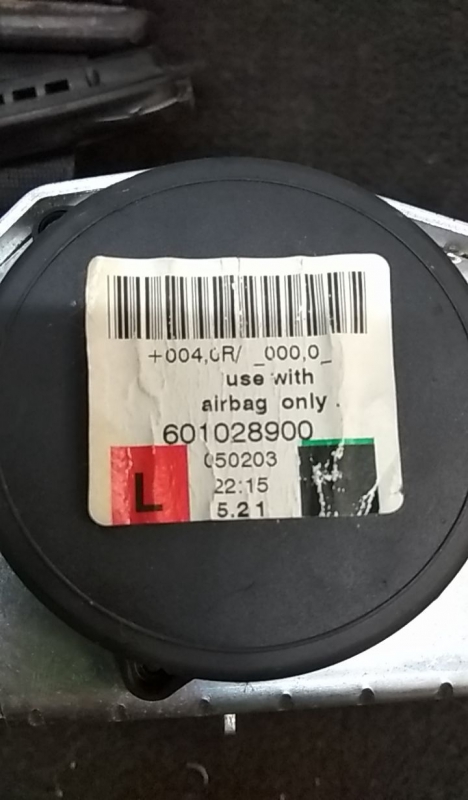 +004,0R/ _000,0_
use with
airbag only.
601028900
050203
22:15
5.21
L